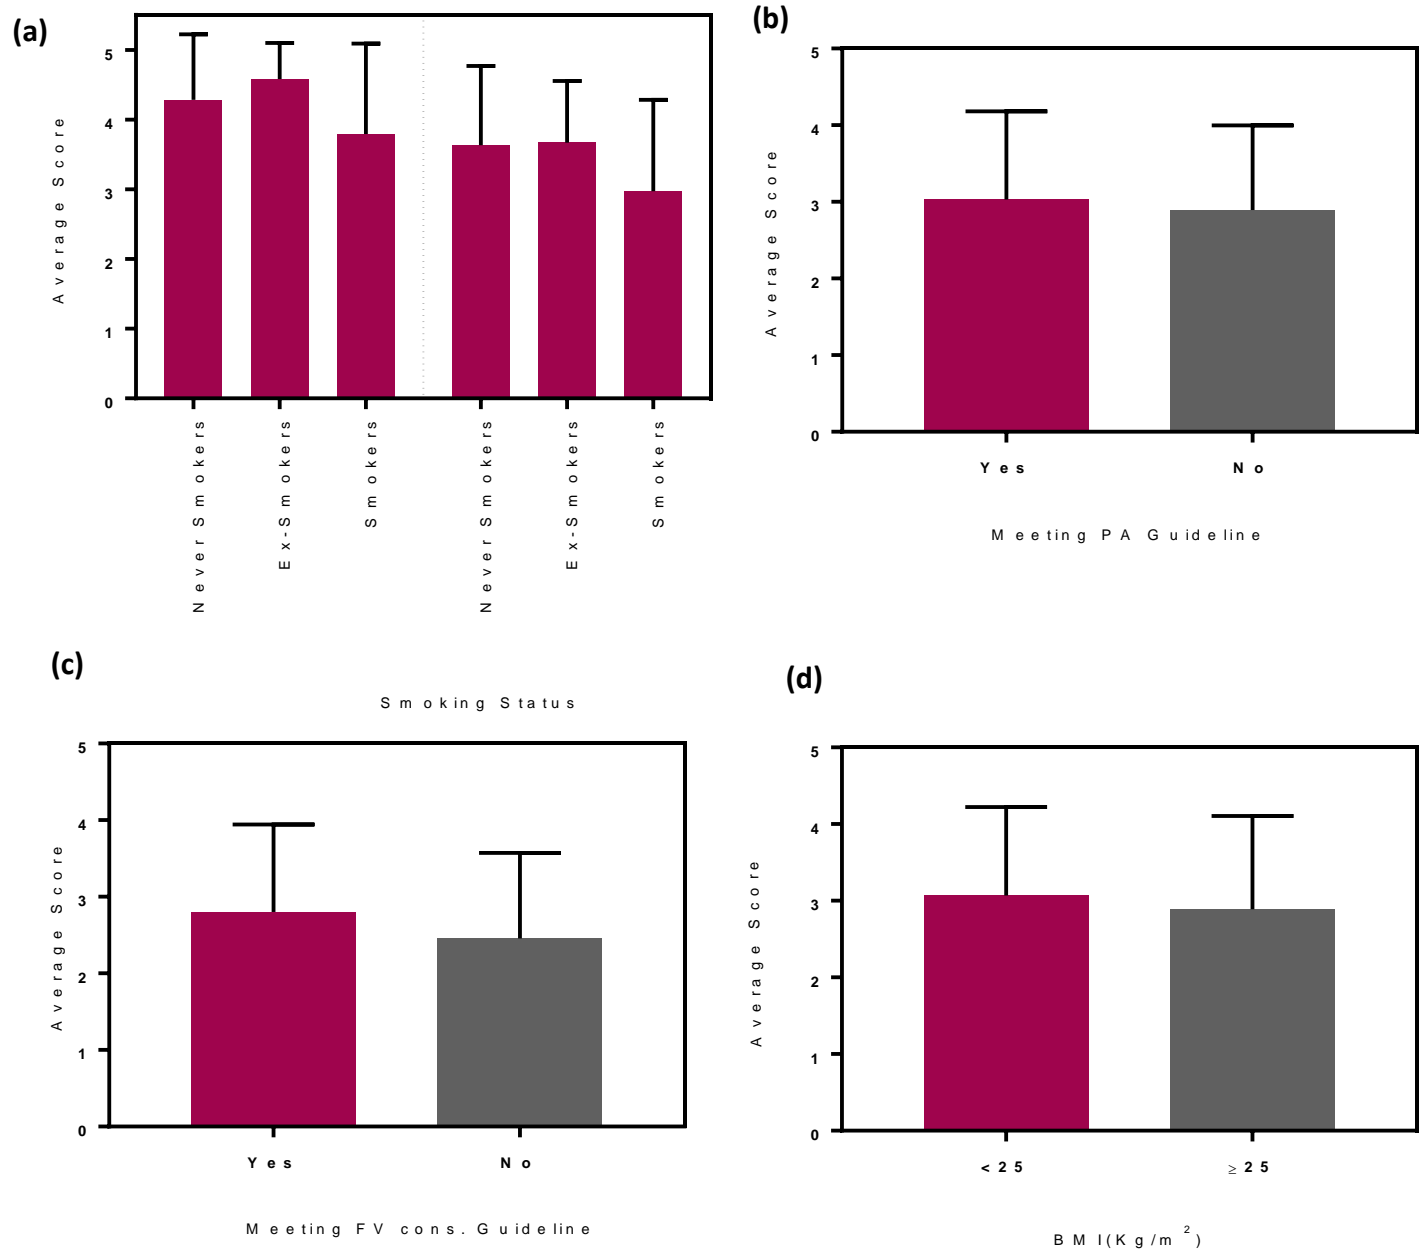 (a)
Average Score
5
4
3
2
1
0
Never Smokers
Ex-Smokers
Smokers
Never Smokers
Ex-Smokers
Smokers
Smoking Status
(b)
Average Score
5
4
3
2
1
0
Yes
No
Meeting PA Guideline
(c)
Average Score
5
4
3
2
1
0
Yes
No
Meeting FV cons. Guideline
(d)
Average Score
5
4
3
2
1
0
<25
≥25
BMI(Kg/m²)